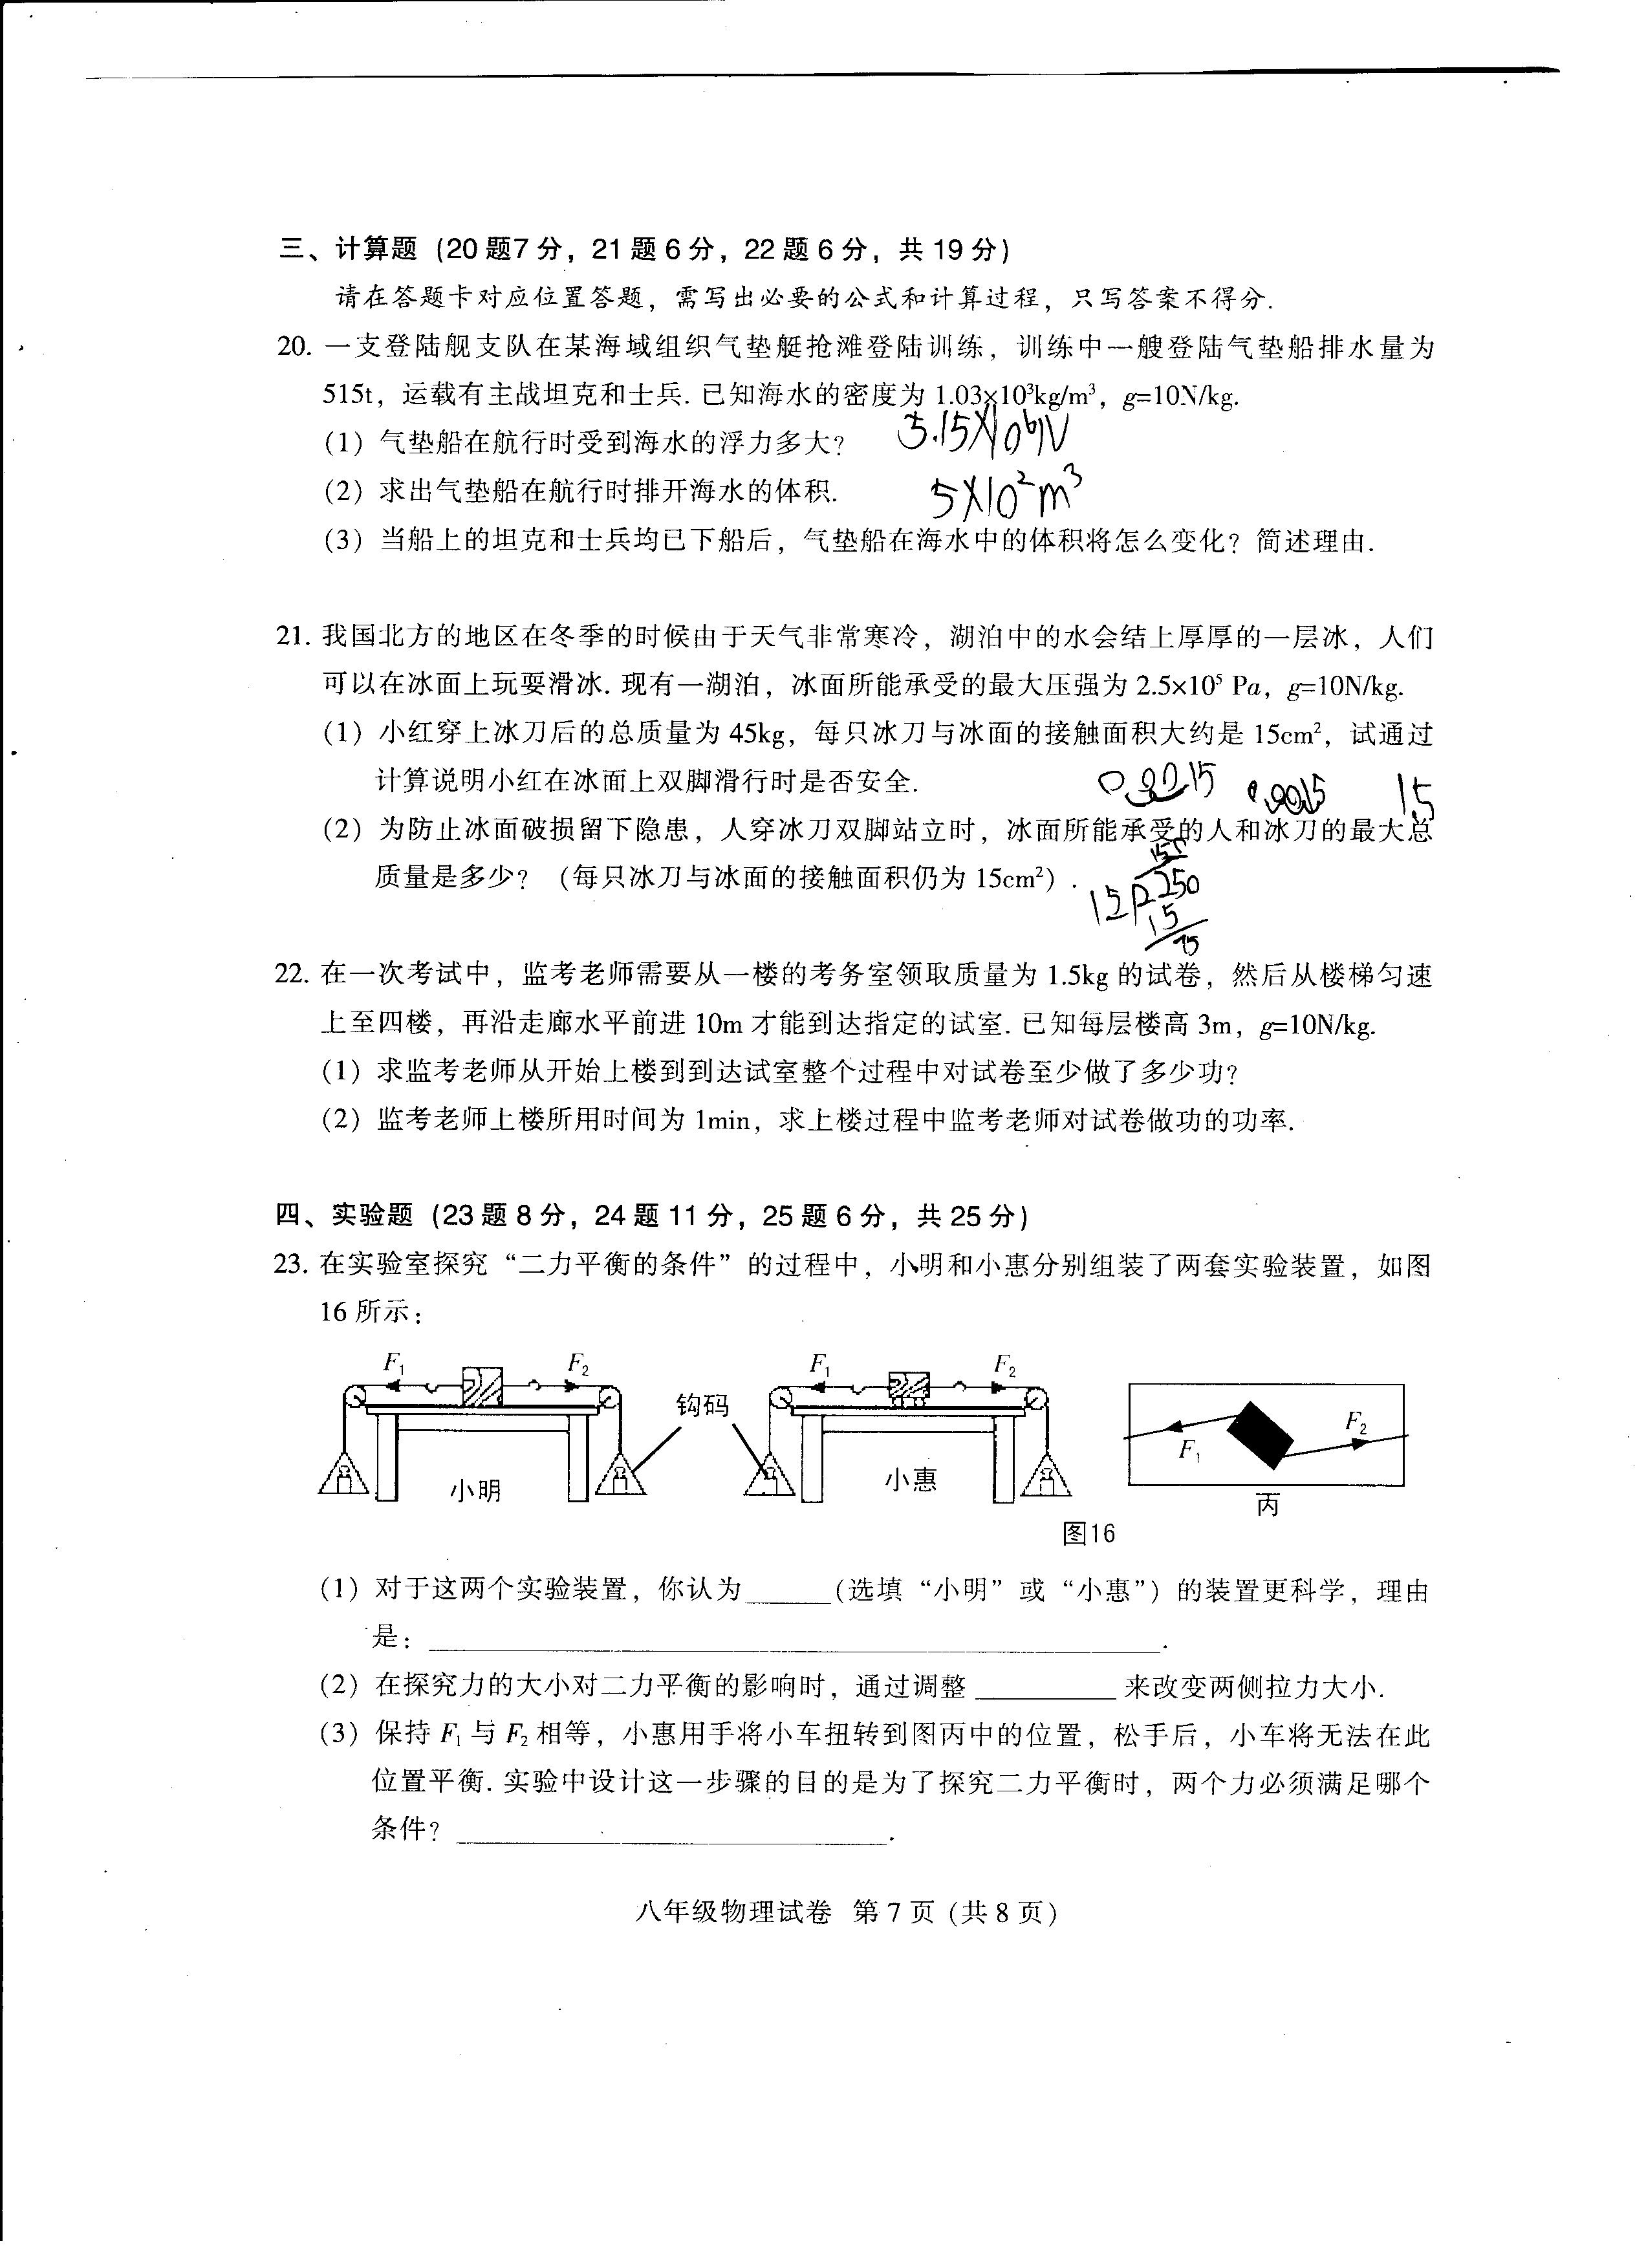 三、计算题（20题7分，21题6分，22题6分，共19分）
请在答题卡对应位置答题，需写出必要的公式和计算过程，只写答案不得分.
20. 一支登陆舰支队在某海域组织气垫艇抢滩登陆训练，训练中一艘登陆气垫船排水量为
515t，运载有主战坦克和士兵. 已知海水的密度为 1.03×10³kg/m³，g=10N/kg.
（1）气垫船在航行时受到海水的浮力多大？ 5.15×10⁶N
（2）求出气垫船在航行时排开海水的体积. 5×10²m³
（3）当船上的坦克和士兵均已下船后，气垫船在海水中的体积将怎么变化？简述理由.
21. 我国北方的地区在冬季的时候由于天气非常寒冷，湖泊中的水会结上厚厚的一层冰，人们
可以在冰面上玩耍滑冰. 现有一湖泊，冰面所能承受的最大压强为 2.5×10⁵ Pa，g=10N/kg.
（1）小红穿上冰刀后的总质量为 45kg，每只冰刀与冰面的接触面积大约是 15cm²，试通过
计算说明小红在冰面上双脚滑行时是否安全.
0.0015 0.0015 15
（2）为防止冰面破损留下隐患，人穿冰刀双脚站立时，冰面所能承受的人和冰刀的最大总
质量是多少？（每只冰刀与冰面的接触面积仍为 15cm²）.
250
15
22. 在一次考试中，监考老师需要从一楼的考务室领取质量为 1.5kg 的试卷，然后从楼梯匀速
上至四楼，再沿走廊水平前进 10m 才能到达指定的试室. 已知每层楼高 3m，g=10N/kg.
（1）求监考老师从开始上楼到到达试室整个过程中对试卷至少做了多少功？
（2）监考老师上楼所用时间为 1min，求上楼过程中监考老师对试卷做功的功率.
四、实验题（23题8分，24题11分，25题6分，共25分）
23. 在实验室探究“二力平衡的条件”的过程中，小明和小惠分别组装了两套实验装置，如图
16 所示：
F₁ F₂ 钩码 F₁ F₂ F₁ F₂
小明 小惠 丙
图16
（1）对于这两个实验装置，你认为______（选填“小明”或“小惠”）的装置更科学，理由
是：______.
（2）在探究力的大小对二力平衡的影响时，通过调整 ______ 来改变两侧拉力大小.
（3）保持 F₁ 与 F₂ 相等，小惠用手将小车扭转到图丙中的位置，松手后，小车将无法在此
位置平衡. 实验中设计这一步骤的目的是为了探究二力平衡时，两个力必须满足哪个
条件？______.
八年级物理试卷 第 7 页（共 8 页）